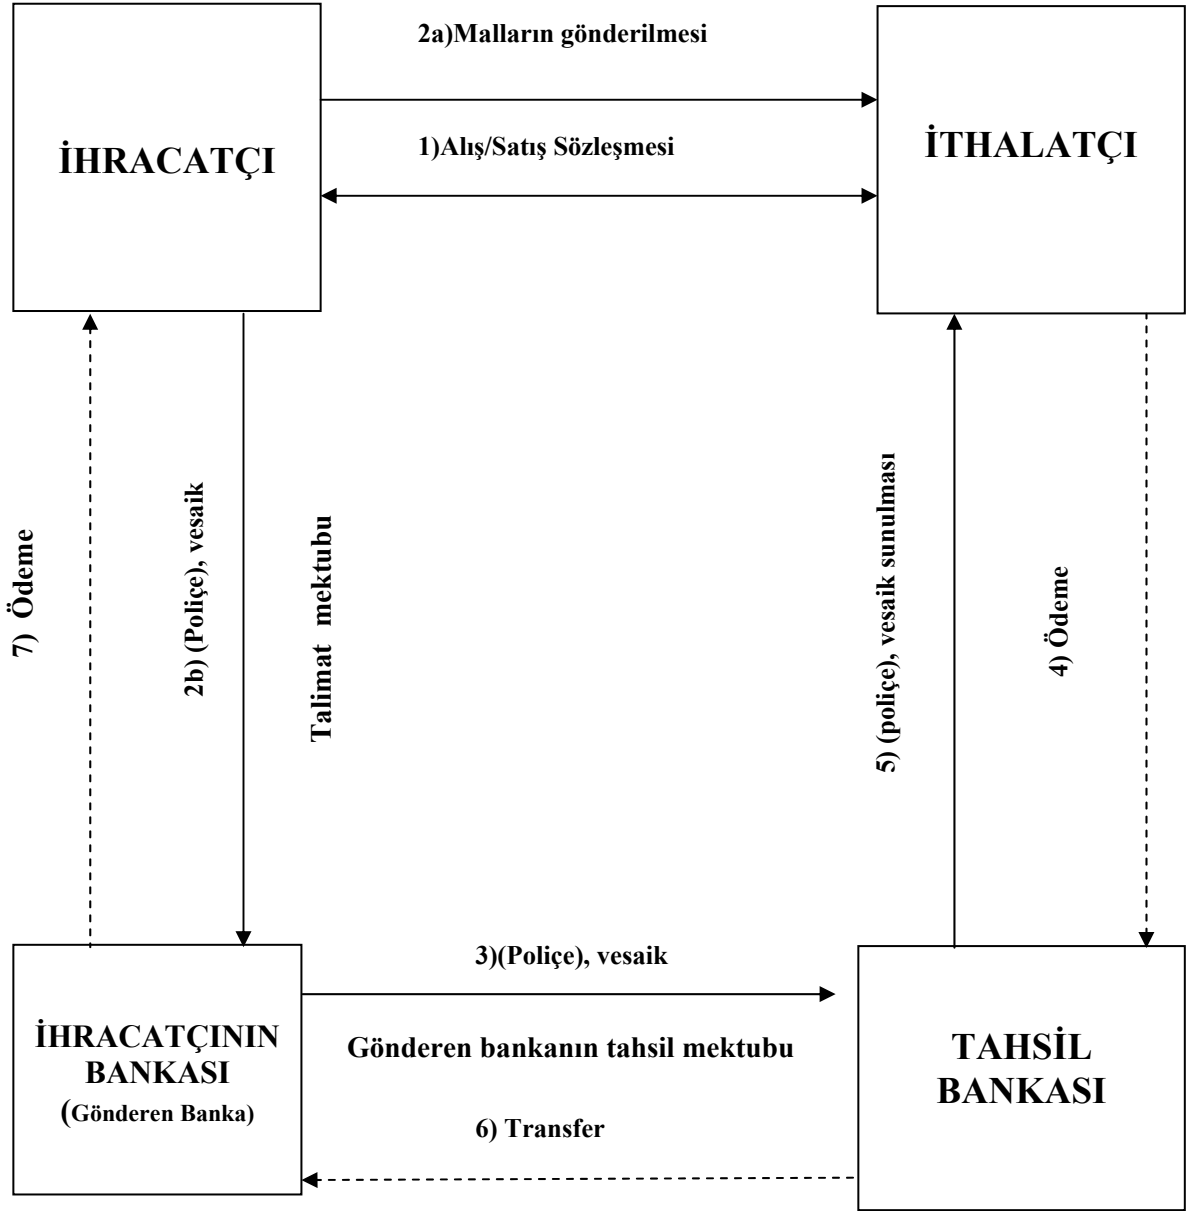 2a)Malların gönderilmesi
İHRACATÇI
İTHALATÇI
1)Alış/Satış Sözleşmesi
7) Ödeme
2b) (Poliçe), vesaik
Talimat mektubu
5) (poliçe), vesaik sunulması
4) Ödeme
3)(Poliçe), vesaik
İHRACATÇININ
BANKASI
(Gönderen Banka)
Gönderen bankanın tahsil mektubu
TAHSİL
BANKASI
6) Transfer